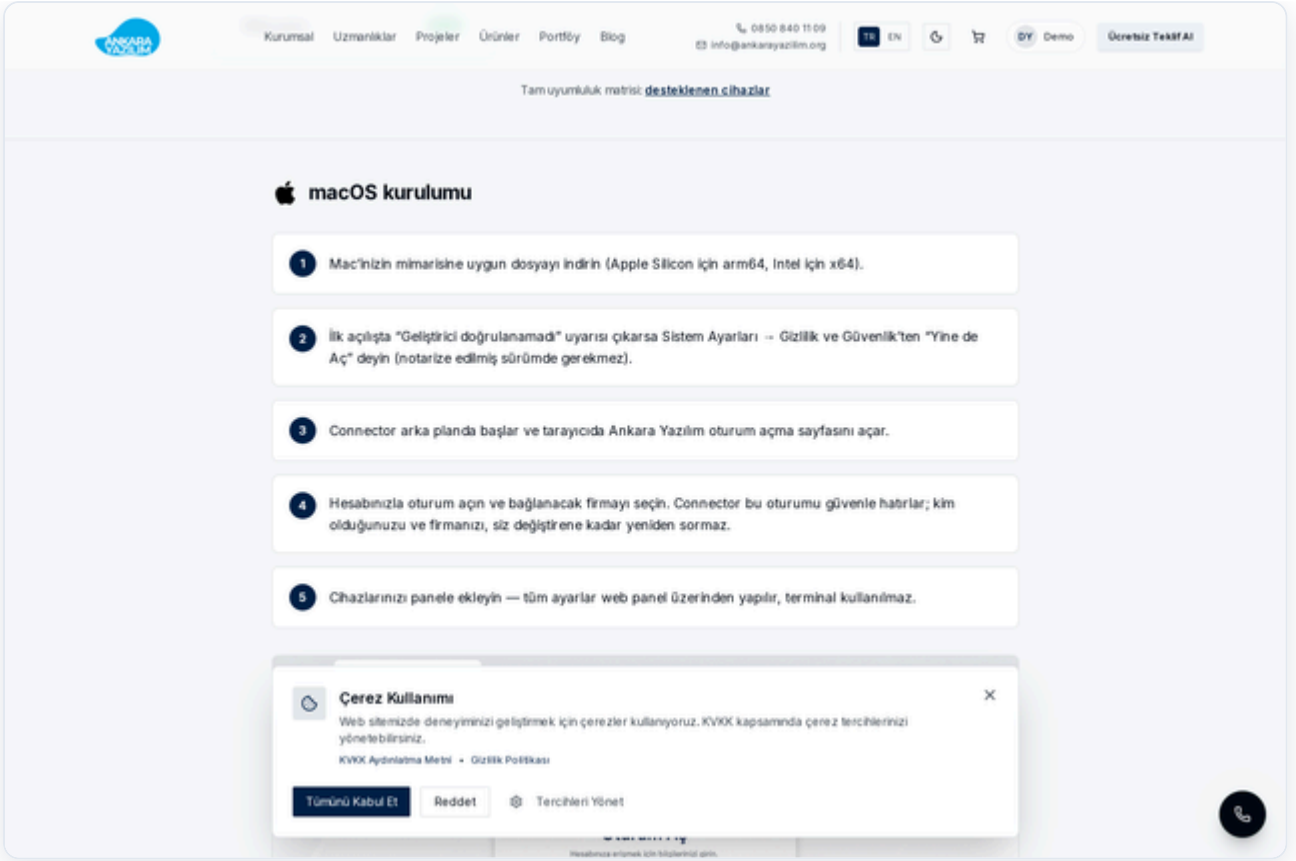 ANKARA YAZILIM
Kurumsal Uzmanlıklar Projeler Ürünler Portföy Blog
0850 840 11 09
info@ankarayazilim.org
TR EN
DY Demo
Ücretsiz Teklif Al
Tam uyumluluk matrisi: desteklenen cihazlar
macOS kurulumu
1 Mac'inizin mimarisine uygun dosyayı indirin (Apple Silicon için arm64, Intel için x64).
2 İlk açılışta "Geliştirici doğrulanamadı" uyarısı çıkarsa Sistem Ayarları → Gizlilik ve Güvenlik'ten "Yine de
Aç" deyin (notarize edilmiş sürümde gerekmez).
3 Connector arka planda başlar ve tarayıcıda Ankara Yazılım oturum açma sayfasını açar.
4 Hesabınızla oturum açın ve bağlanacak firmayı seçin. Connector bu oturumu güvenle hatırlar; kim
olduğunuzu ve firmanızı, siz değiştirene kadar yeniden sormaz.
5 Cihazlarınızı panele ekleyin — tüm ayarlar web panel üzerinden yapılır, terminal kullanılmaz.
Çerez Kullanımı
Web sitemizde deneyiminizi geliştirmek için çerezler kullanıyoruz. KVKK kapsamında çerez tercihlerinizi
yönetebilirsiniz.
KVKK Aydınlatma Metni • Gizlilik Politikası
Tümünü Kabul Et Reddet Tercihleri Yönet
Hesabınıza erişmek için bilgilerinizi girin.